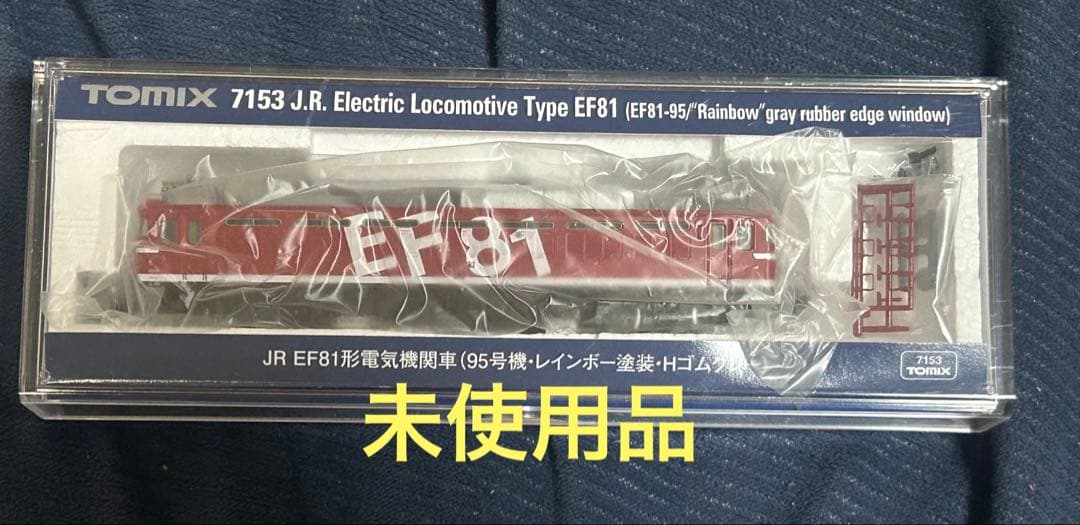 TOMIX 7153 J.R. Electric Locomotive Type EF81 (EF81-95/"Rainbow"gray rubber edge window)
EF81
JR EF81形電気機関車(95号機・レインボー塗装・Hゴムグ
7153
TOMIX
未使用品